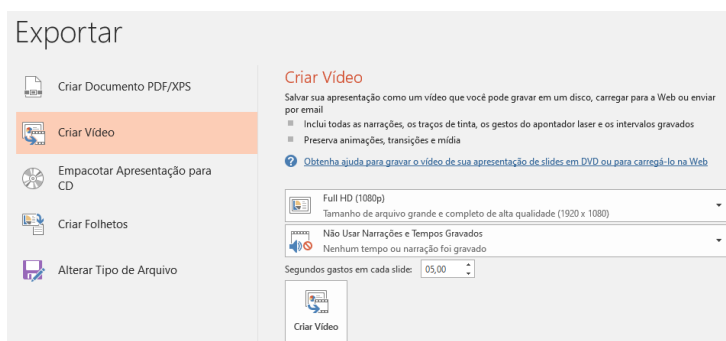 Exportar
Criar Documento PDF/XPS
Criar Vídeo
Empacotar Apresentação para
CD
Criar Folhetos
Alterar Tipo de Arquivo
Criar Vídeo
Salvar sua apresentação como um vídeo que você pode gravar em um disco, carregar para a Web ou enviar
por email
Inclui todas as narrações, os traços de tinta, os gestos do apontador laser e os intervalos gravados
Preserva animações, transições e mídia
Obtenha ajuda para gravar o vídeo de sua apresentação de slides em DVD ou para carregá-lo na Web
Full HD (1080p)
Tamanho de arquivo grande e completo de alta qualidade (1920 x 1080)
Não Usar Narrações e Tempos Gravados
Nenhum tempo ou narração foi gravado
Segundos gastos em cada slide: 05,00
Criar Vídeo